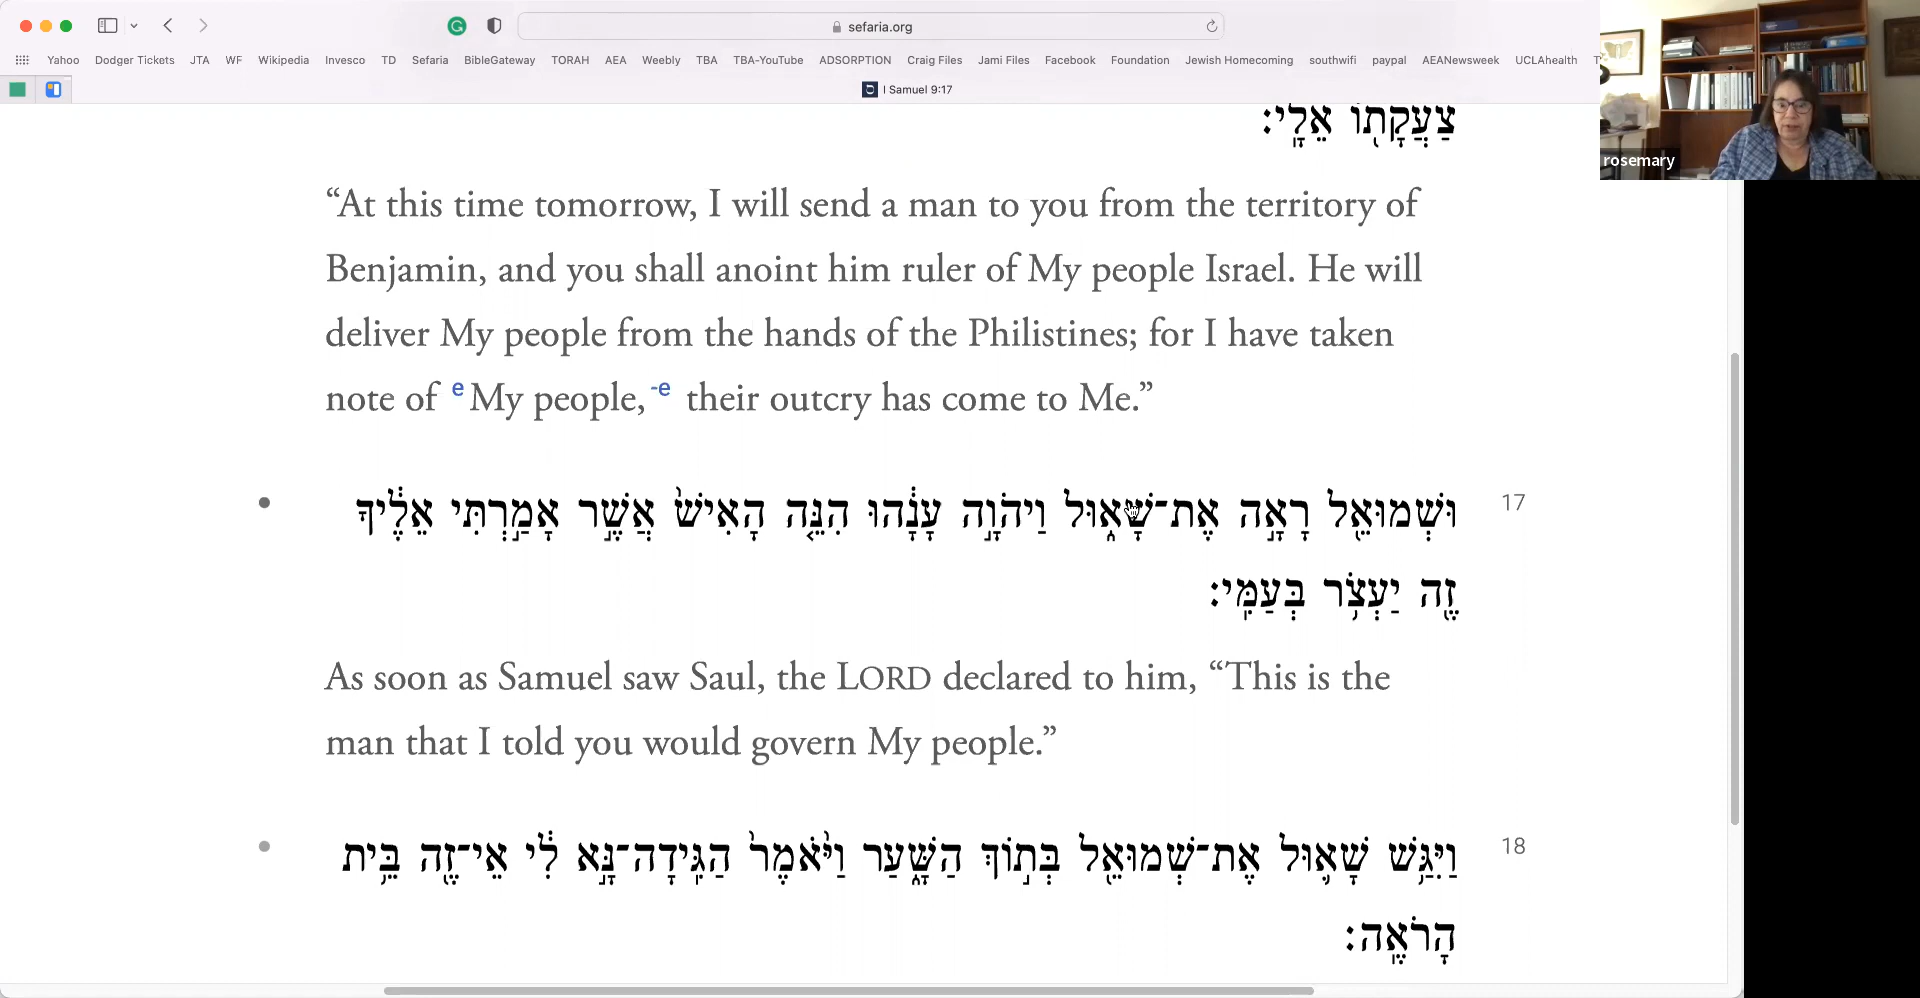 sefaria.org
Yahoo Dodger Tickets JTA WF Wikipedia Invesco TD Sefaria BibleGateway TORAH AEA Weebly TBA TBA-YouTube ADSORPTION Craig Files Jami Files Facebook Foundation Jewish Homecoming southwifi paypal AEANewsweek UCLAhealth
I Samuel 9:17
rosemary
צַעֲקָת֖וֹ אֵלָֽי׃
“At this time tomorrow, I will send a man to you from the territory of
Benjamin, and you shall anoint him ruler of My people Israel. He will
deliver My people from the hands of the Philistines; for I have taken
note of e My people, -e their outcry has come to Me.”
17
וּשְׁמוּאֵ֖ל רָאָ֣ה אֶת־שָׁא֑וּל וַיהֹוָ֣ה עָנָ֔הוּ הִנֵּ֤ה הָאִישׁ֙ אֲשֶׁ֣ר אָמַ֣רְתִּי אֵלֶ֔יךָ
זֶ֖ה יַעְצֹ֥ר בְּעַמִּֽי׃
As soon as Samuel saw Saul, the LORD declared to him, “This is the
man that I told you would govern My people.”
18
וַיִּגַּ֥שׁ שָׁא֛וּל אֶת־שְׁמוּאֵ֖ל בְּת֣וֹךְ הַשָּׁ֑עַר וַיֹּ֙אמֶר֙ הַגִּֽידָה־נָּ֣א לִ֔י אֵי־זֶ֖ה בֵּ֥ית
הָרֹאֶֽה׃